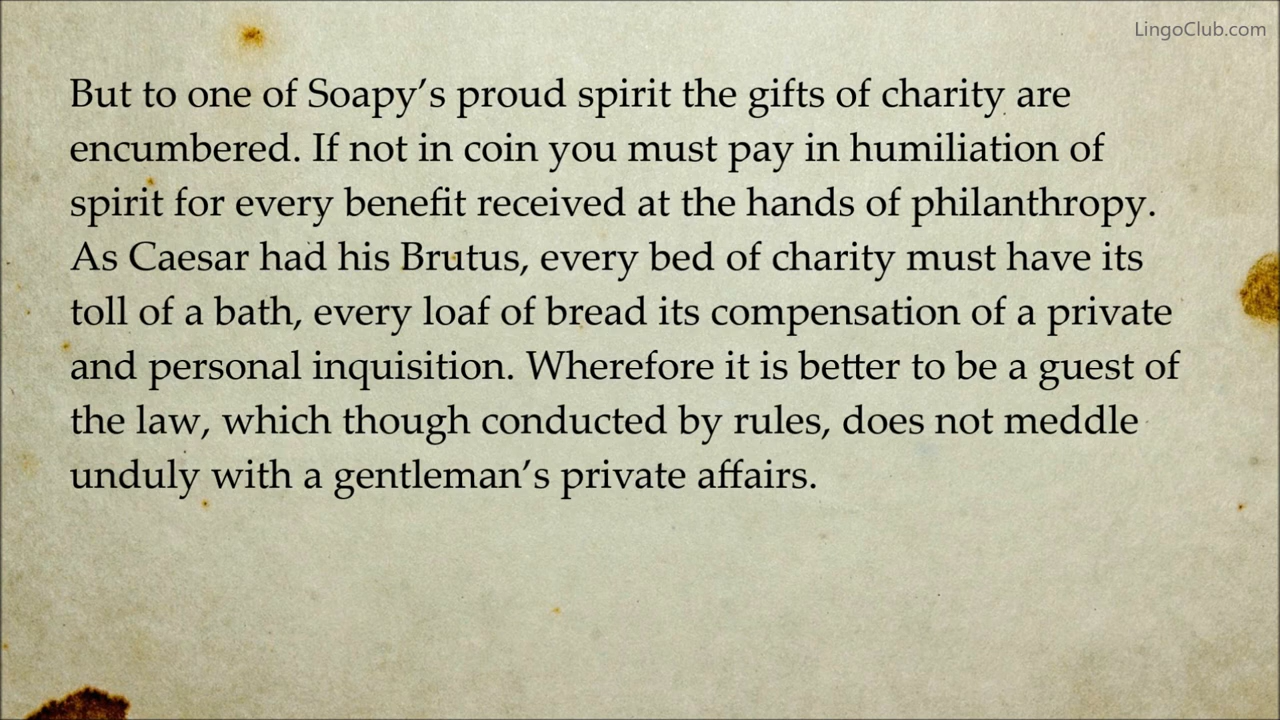 LingoClub.com
But to one of Soapy’s proud spirit the gifts of charity are
encumbered. If not in coin you must pay in humiliation of
spirit for every benefit received at the hands of philanthropy.
As Caesar had his Brutus, every bed of charity must have its
toll of a bath, every loaf of bread its compensation of a private
and personal inquisition. Wherefore it is better to be a guest of
the law, which though conducted by rules, does not meddle
unduly with a gentleman’s private affairs.